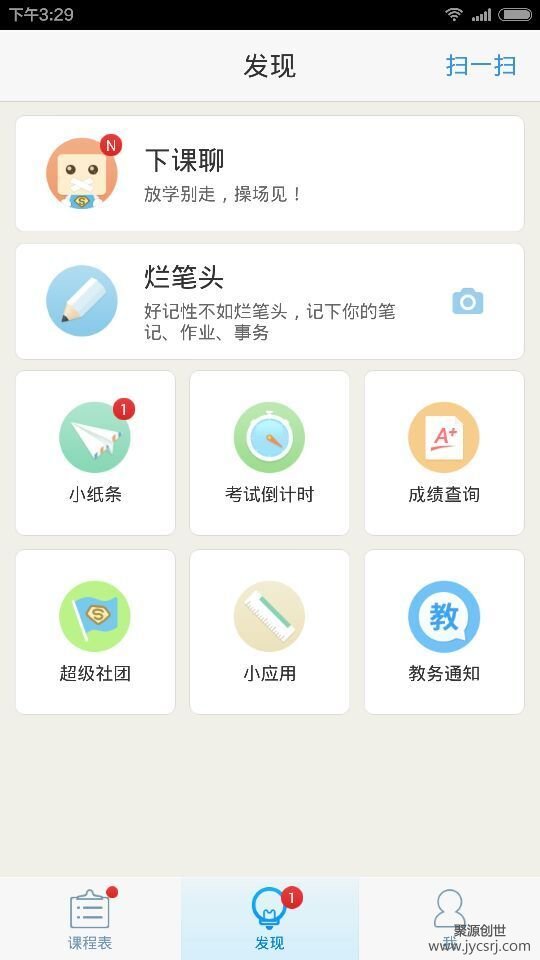 下午3:29
发现
扫一扫
N
下课聊
放学别走，操场见！
S
烂笔头
好记性不如烂笔头，记下你的笔
记、作业、事务
1
A+
小纸条
考试倒计时
成绩查询
S
教
超级社团
小应用
教务通知
1
课程表
发现
我
聚源创世
www.jycsrj.com